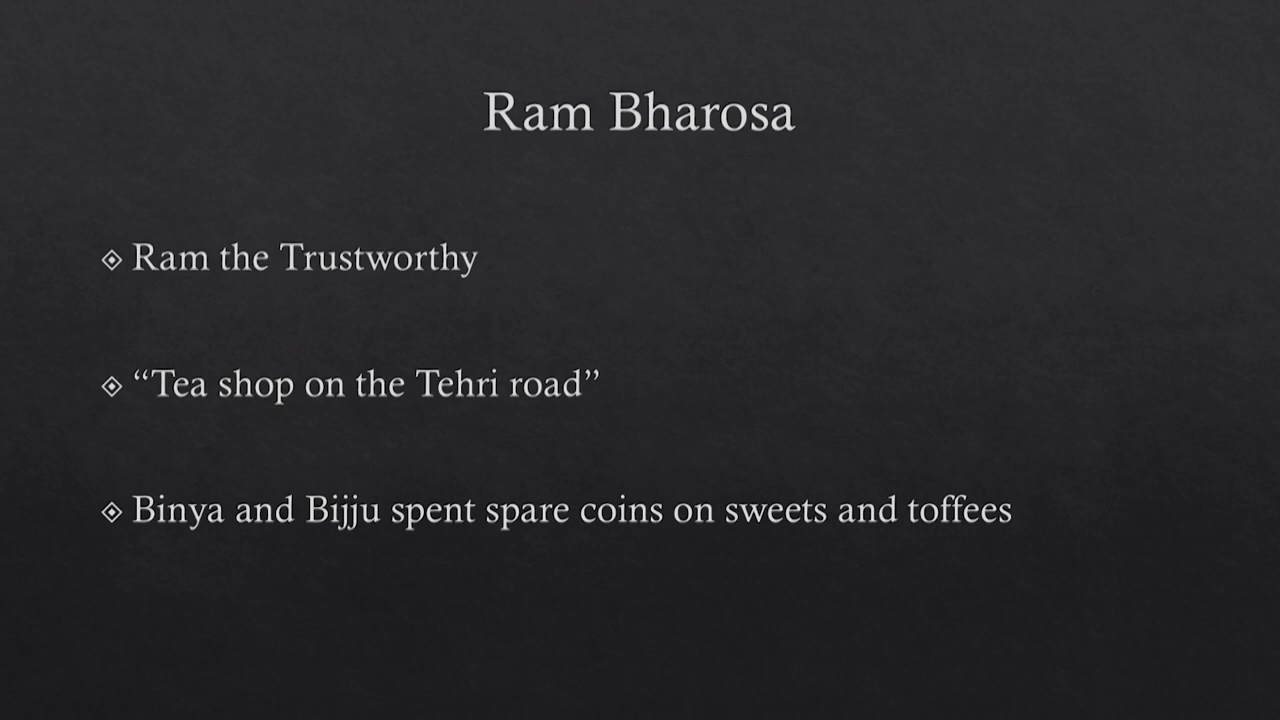 Ram Bharosa
Ram the Trustworthy
“Tea shop on the Tehri road”
Binya and Bijju spent spare coins on sweets and toffees